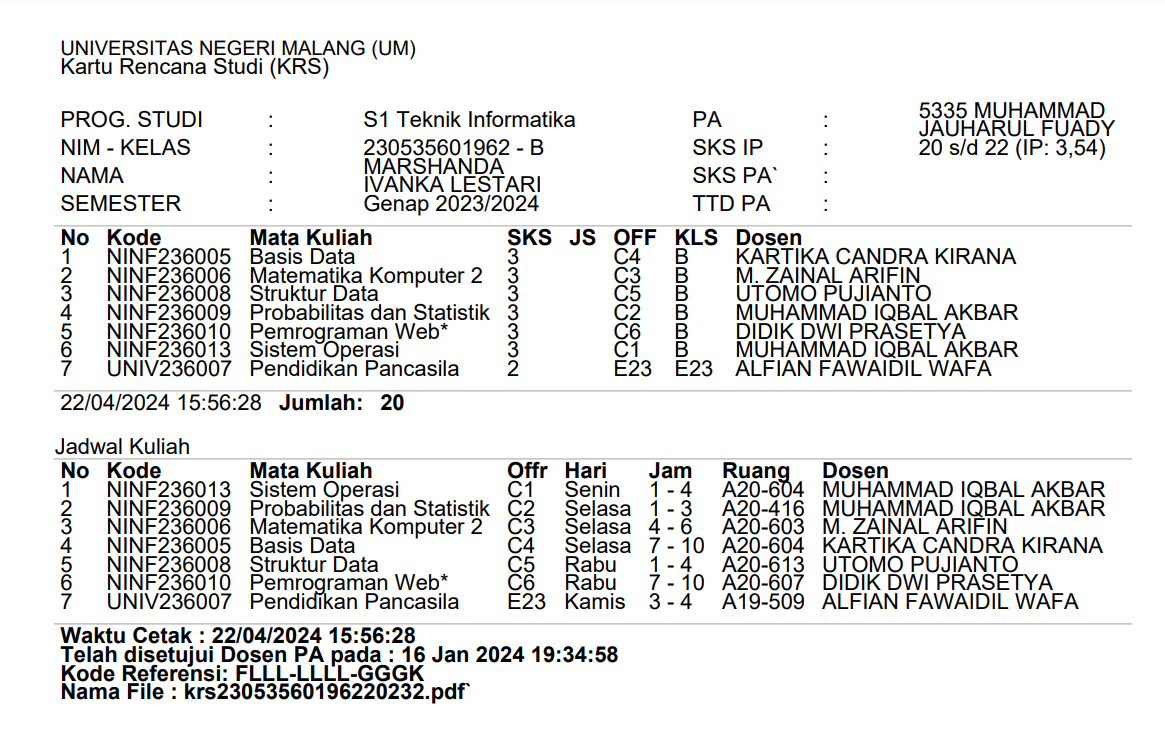 UNIVERSITAS NEGERI MALANG (UM)
Kartu Rencana Studi (KRS)
PROG. STUDI : S1 Teknik Informatika PA : 5335 MUHAMMAD JAUHARUL FUADY
NIM - KELAS : 230535601962 - B SKS IP : 20 s/d 22 (IP: 3,54)
NAMA : MARSHANDA IVANKA LESTARI SKS PA` :
SEMESTER : Genap 2023/2024 TTD PA :
No Kode Mata Kuliah SKS JS OFF KLS Dosen
1 NINF236005 Basis Data 3 C4 B KARTIKA CANDRA KIRANA
2 NINF236006 Matematika Komputer 2 3 C3 B M. ZAINAL ARIFIN
3 NINF236008 Struktur Data 3 C5 B UTOMO PUJIANTO
4 NINF236009 Probabilitas dan Statistik 3 C2 B MUHAMMAD IQBAL AKBAR
5 NINF236010 Pemrograman Web* 3 C6 B DIDIK DWI PRASETYA
6 NINF236013 Sistem Operasi 3 C1 B MUHAMMAD IQBAL AKBAR
7 UNIV236007 Pendidikan Pancasila 2 E23 E23 ALFIAN FAWAIDIL WAFA
22/04/2024 15:56:28 Jumlah: 20
Jadwal Kuliah
No Kode Mata Kuliah Offr Hari Jam Ruang Dosen
1 NINF236013 Sistem Operasi C1 Senin 1 - 4 A20-604 MUHAMMAD IQBAL AKBAR
2 NINF236009 Probabilitas dan Statistik C2 Selasa 1 - 3 A20-416 MUHAMMAD IQBAL AKBAR
3 NINF236006 Matematika Komputer 2 C3 Selasa 4 - 6 A20-603 M. ZAINAL ARIFIN
4 NINF236005 Basis Data C4 Selasa 7 - 10 A20-604 KARTIKA CANDRA KIRANA
5 NINF236008 Struktur Data C5 Rabu 1 - 4 A20-613 UTOMO PUJIANTO
6 NINF236010 Pemrograman Web* C6 Rabu 7 - 10 A20-607 DIDIK DWI PRASETYA
7 UNIV236007 Pendidikan Pancasila E23 Kamis 3 - 4 A19-509 ALFIAN FAWAIDIL WAFA
Waktu Cetak : 22/04/2024 15:56:28
Telah disetujui Dosen PA pada : 16 Jan 2024 19:34:58
Kode Referensi: FLLL-LLLL-GGGK
Nama File : krs23053560196220232.pdf`